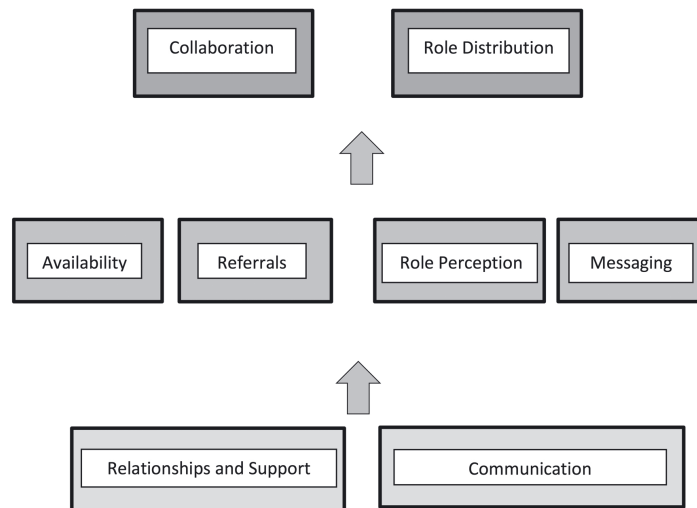 Collaboration
Role Distribution
Availability
Referrals
Role Perception
Messaging
Relationships and Support
Communication